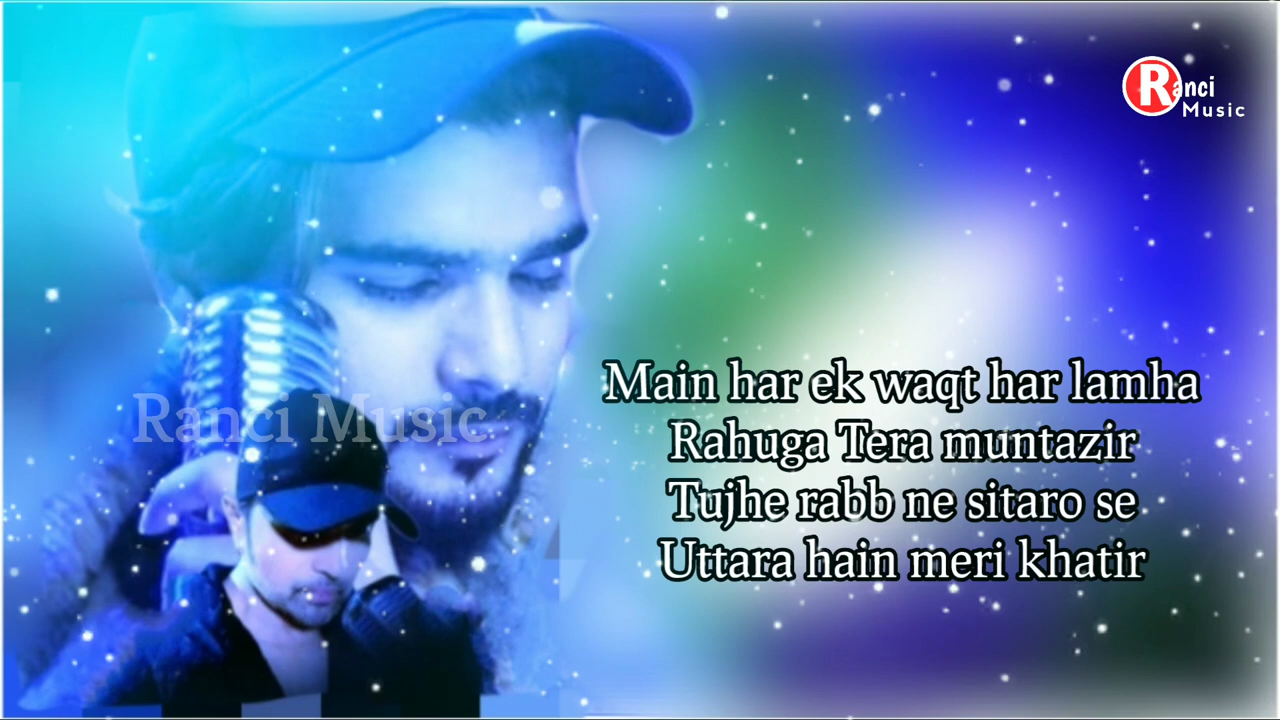 Ranci
Music
Main har ek waqt har lamha
Rahuga Tera muntazir
Tujhe rabb ne sitaro se
Uttara hain meri khatir
Ranci Music